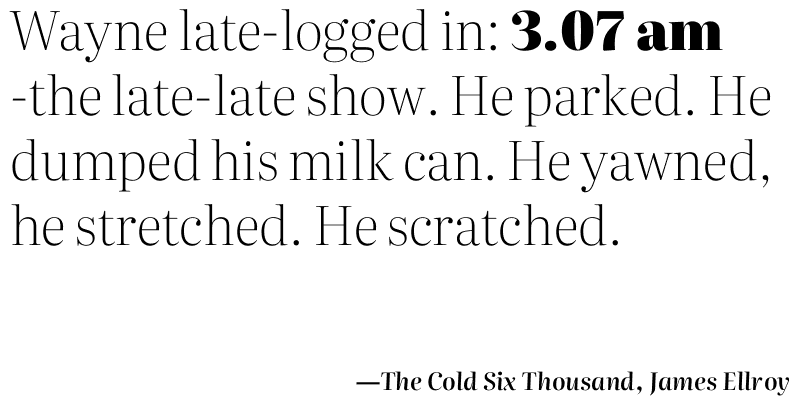 Wayne late-logged in: 3.07 am
-the late-late show. He parked. He
dumped his milk can. He yawned,
he stretched. He scratched.
—The Cold Six Thousand, James Ellroy